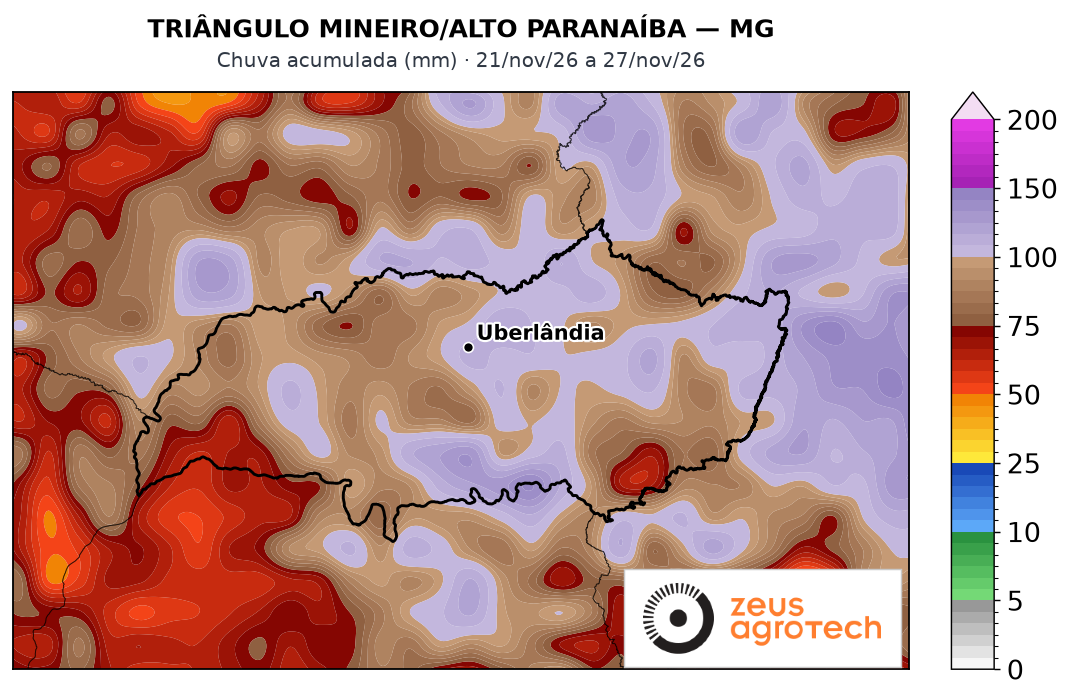 TRIÂNGULO MINEIRO/ALTO PARANAÍBA — MG
Chuva acumulada (mm) · 21/nov/26 a 27/nov/26
200
150
100
75
50
25
10
5
0
Uberlândia
zeus
agrotech